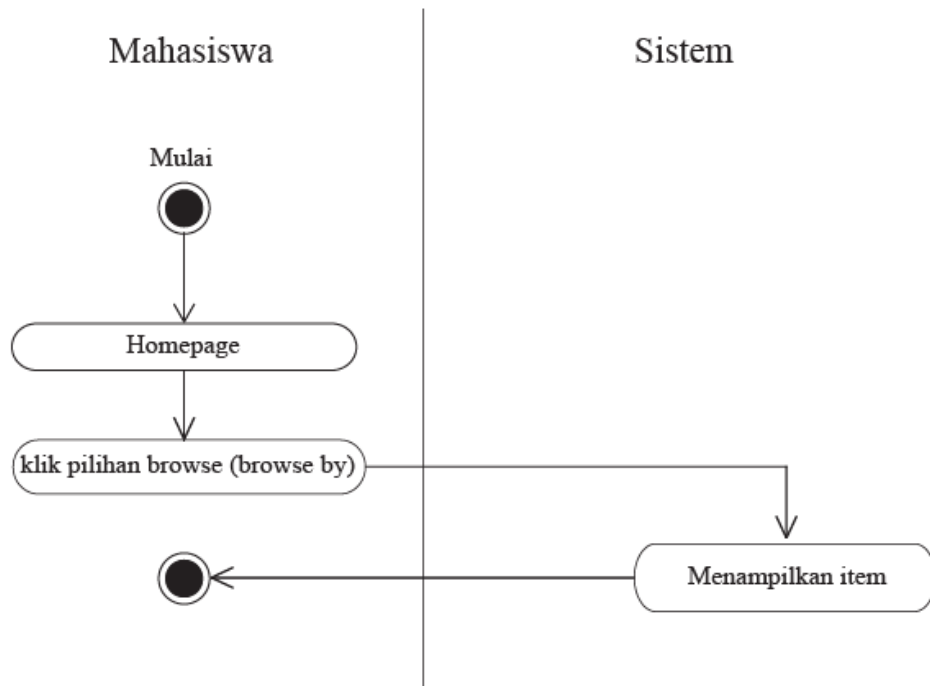 Mahasiswa
Sistem
Mulai
Homepage
klik pilihan browse (browse by)
Menampilkan item